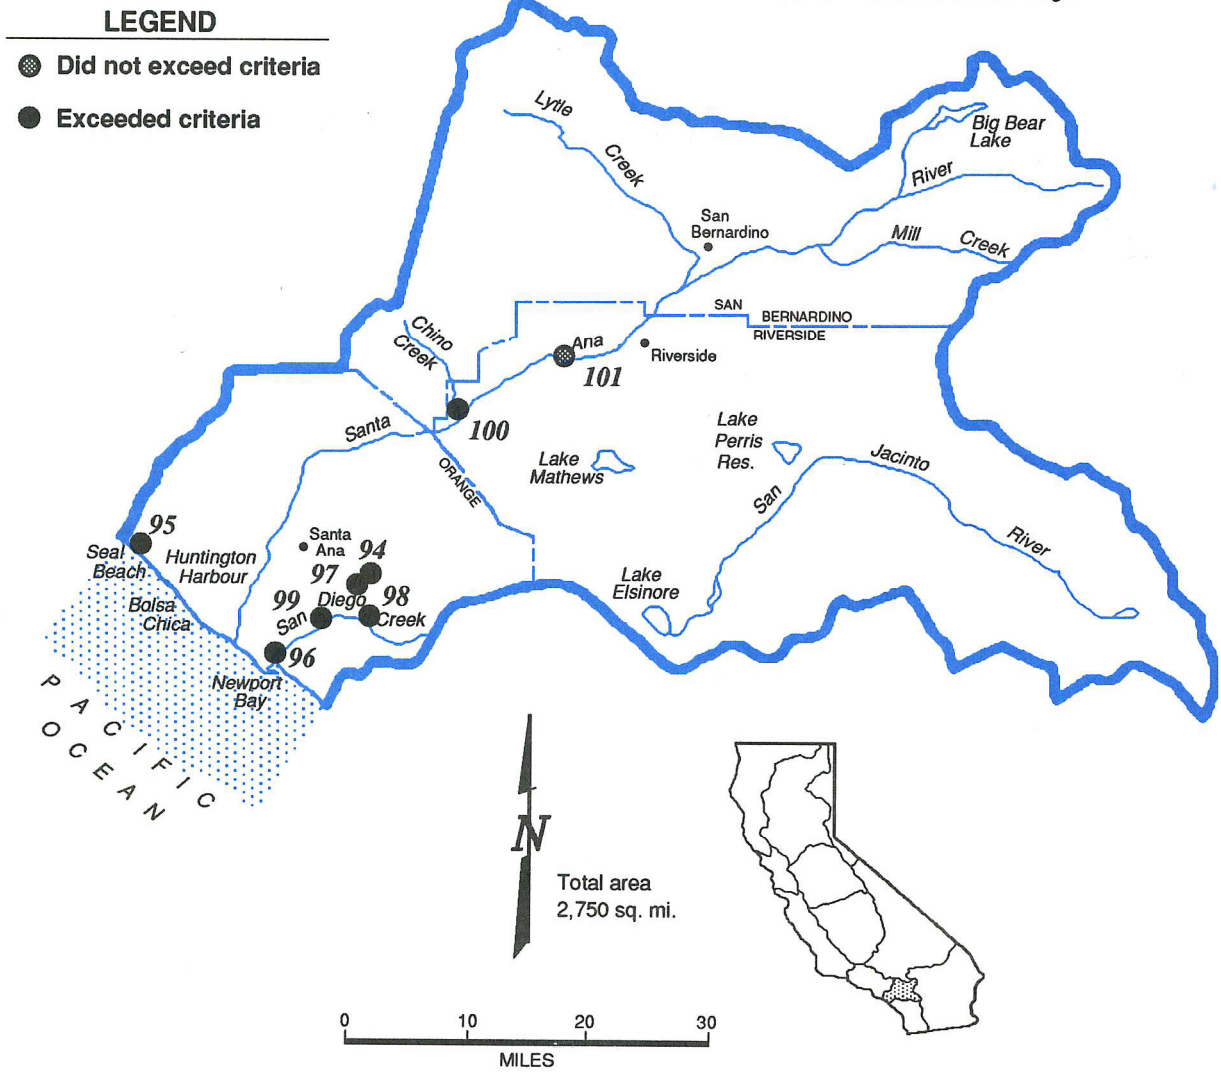 LEGEND
Did not exceed criteria
Exceeded criteria
Lytle
Creek
Big Bear
Lake
River
San
Bernardino
Mill
Creek
SAN
BERNARDINO
RIVERSIDE
Chino
Creek
Ana
Riverside
101
100
Santa
Lake
Perris
Res.
Jacinto
Lake
Mathews
ORANGE
San
River
95
Seal
Beach
Huntington
Harbour
Santa
Ana
94
97
Diego
98
99
San
Creek
Lake
Elsinore
Bolsa
Chica
96
Newport
Bay
PACIFIC
OCEAN
N
Total area
2,750 sq. mi.
0 10 20 30
MILES